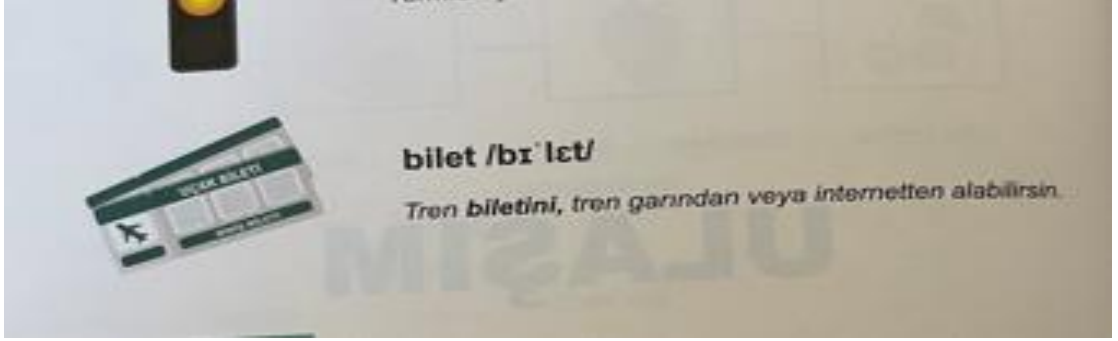 bilet /bɪˈlɛt/
Tren biletini, tren garından veya internetten alabilirsin.
UÇAK BİLETİ
ULAŞIM